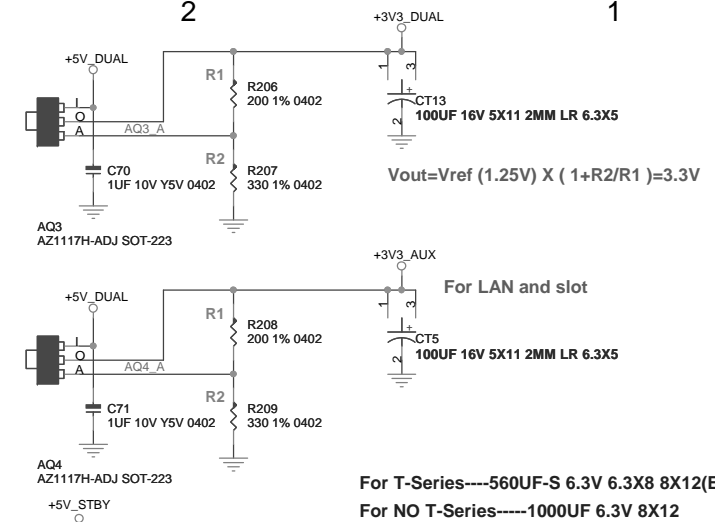 2
1
+3V3_DUAL
+5V_DUAL
R1
R206
200 1% 0402
1
3
I
O
A
AQ3_A
+
CT13
100UF 16V 5X11 2MM LR 6.3X5
2
R2
R207
330 1% 0402
C70
1UF 10V Y5V 0402
Vout=Vref (1.25V) X ( 1+R2/R1 )=3.3V
AQ3
AZ1117H-ADJ SOT-223
+3V3_AUX
For LAN and slot
+5V_DUAL
R1
R208
200 1% 0402
1
3
I
O
A
AQ4_A
+
CT5
100UF 16V 5X11 2MM LR 6.3X5
2
R2
R209
330 1% 0402
C71
1UF 10V Y5V 0402
AQ4
AZ1117H-ADJ SOT-223
For T-Series----560UF-S 6.3V 6.3X8 8X12(E
+5V_STBY
For NO T-Series-----1000UF 6.3V 8X12